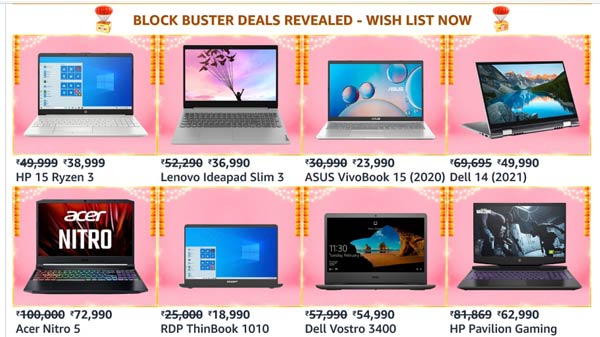 BLOCK BUSTER DEALS REVEALED - WISH LIST NOW
₹49,999 ₹38,999
HP 15 Ryzen 3
₹52,290 ₹36,990
Lenovo Ideapad Slim 3
ASUS
₹30,990 ₹23,990
ASUS VivoBook 15 (2020)
₹69,695 ₹49,990
Dell 14 (2021)
acer
NITRO
₹100,000 ₹72,990
Acer Nitro 5
₹25,000 ₹18,990
RDP ThinBook 1010
11:30
₹57,990 ₹54,990
Dell Vostro 3400
₹81,869 ₹62,990
HP Pavilion Gaming